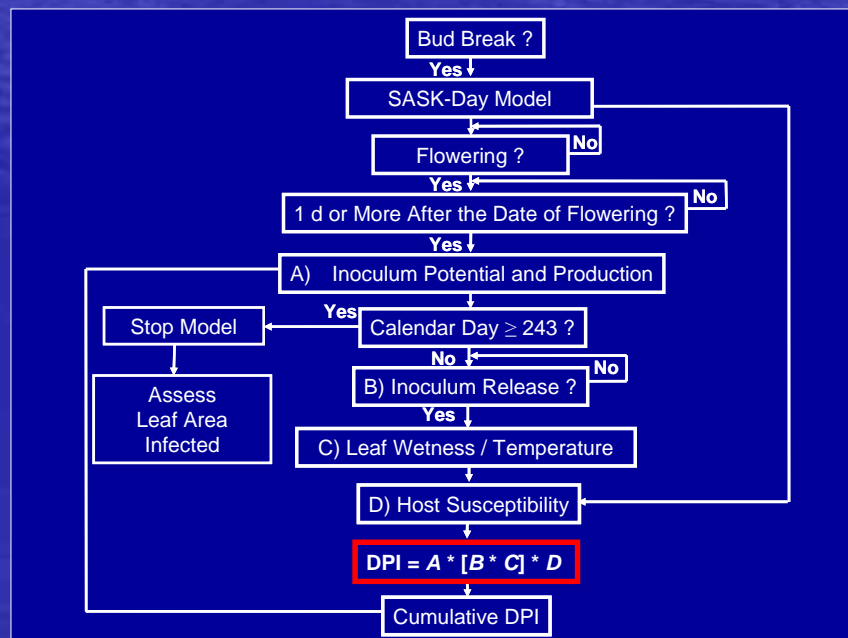 Bud Break ?
Yes
SASK-Day Model
No
Flowering ?
Yes
No
1 d or More After the Date of Flowering ?
Yes
A) Inoculum Potential and Production
Yes
Stop Model
Calendar Day ≥ 243 ?
No
No
Assess
Leaf Area
Infected
B) Inoculum Release ?
Yes
C) Leaf Wetness / Temperature
D) Host Susceptibility
DPI = A * [B * C] * D
Cumulative DPI